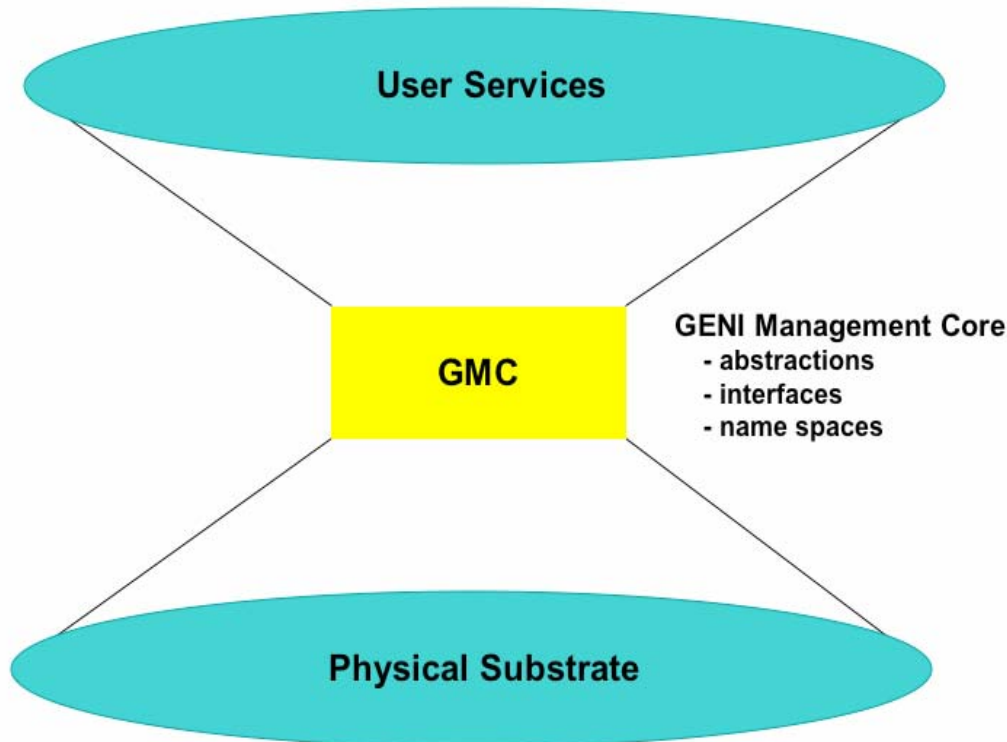 User Services
GMC
GENI Management Core
- abstractions
- interfaces
- name spaces
Physical Substrate